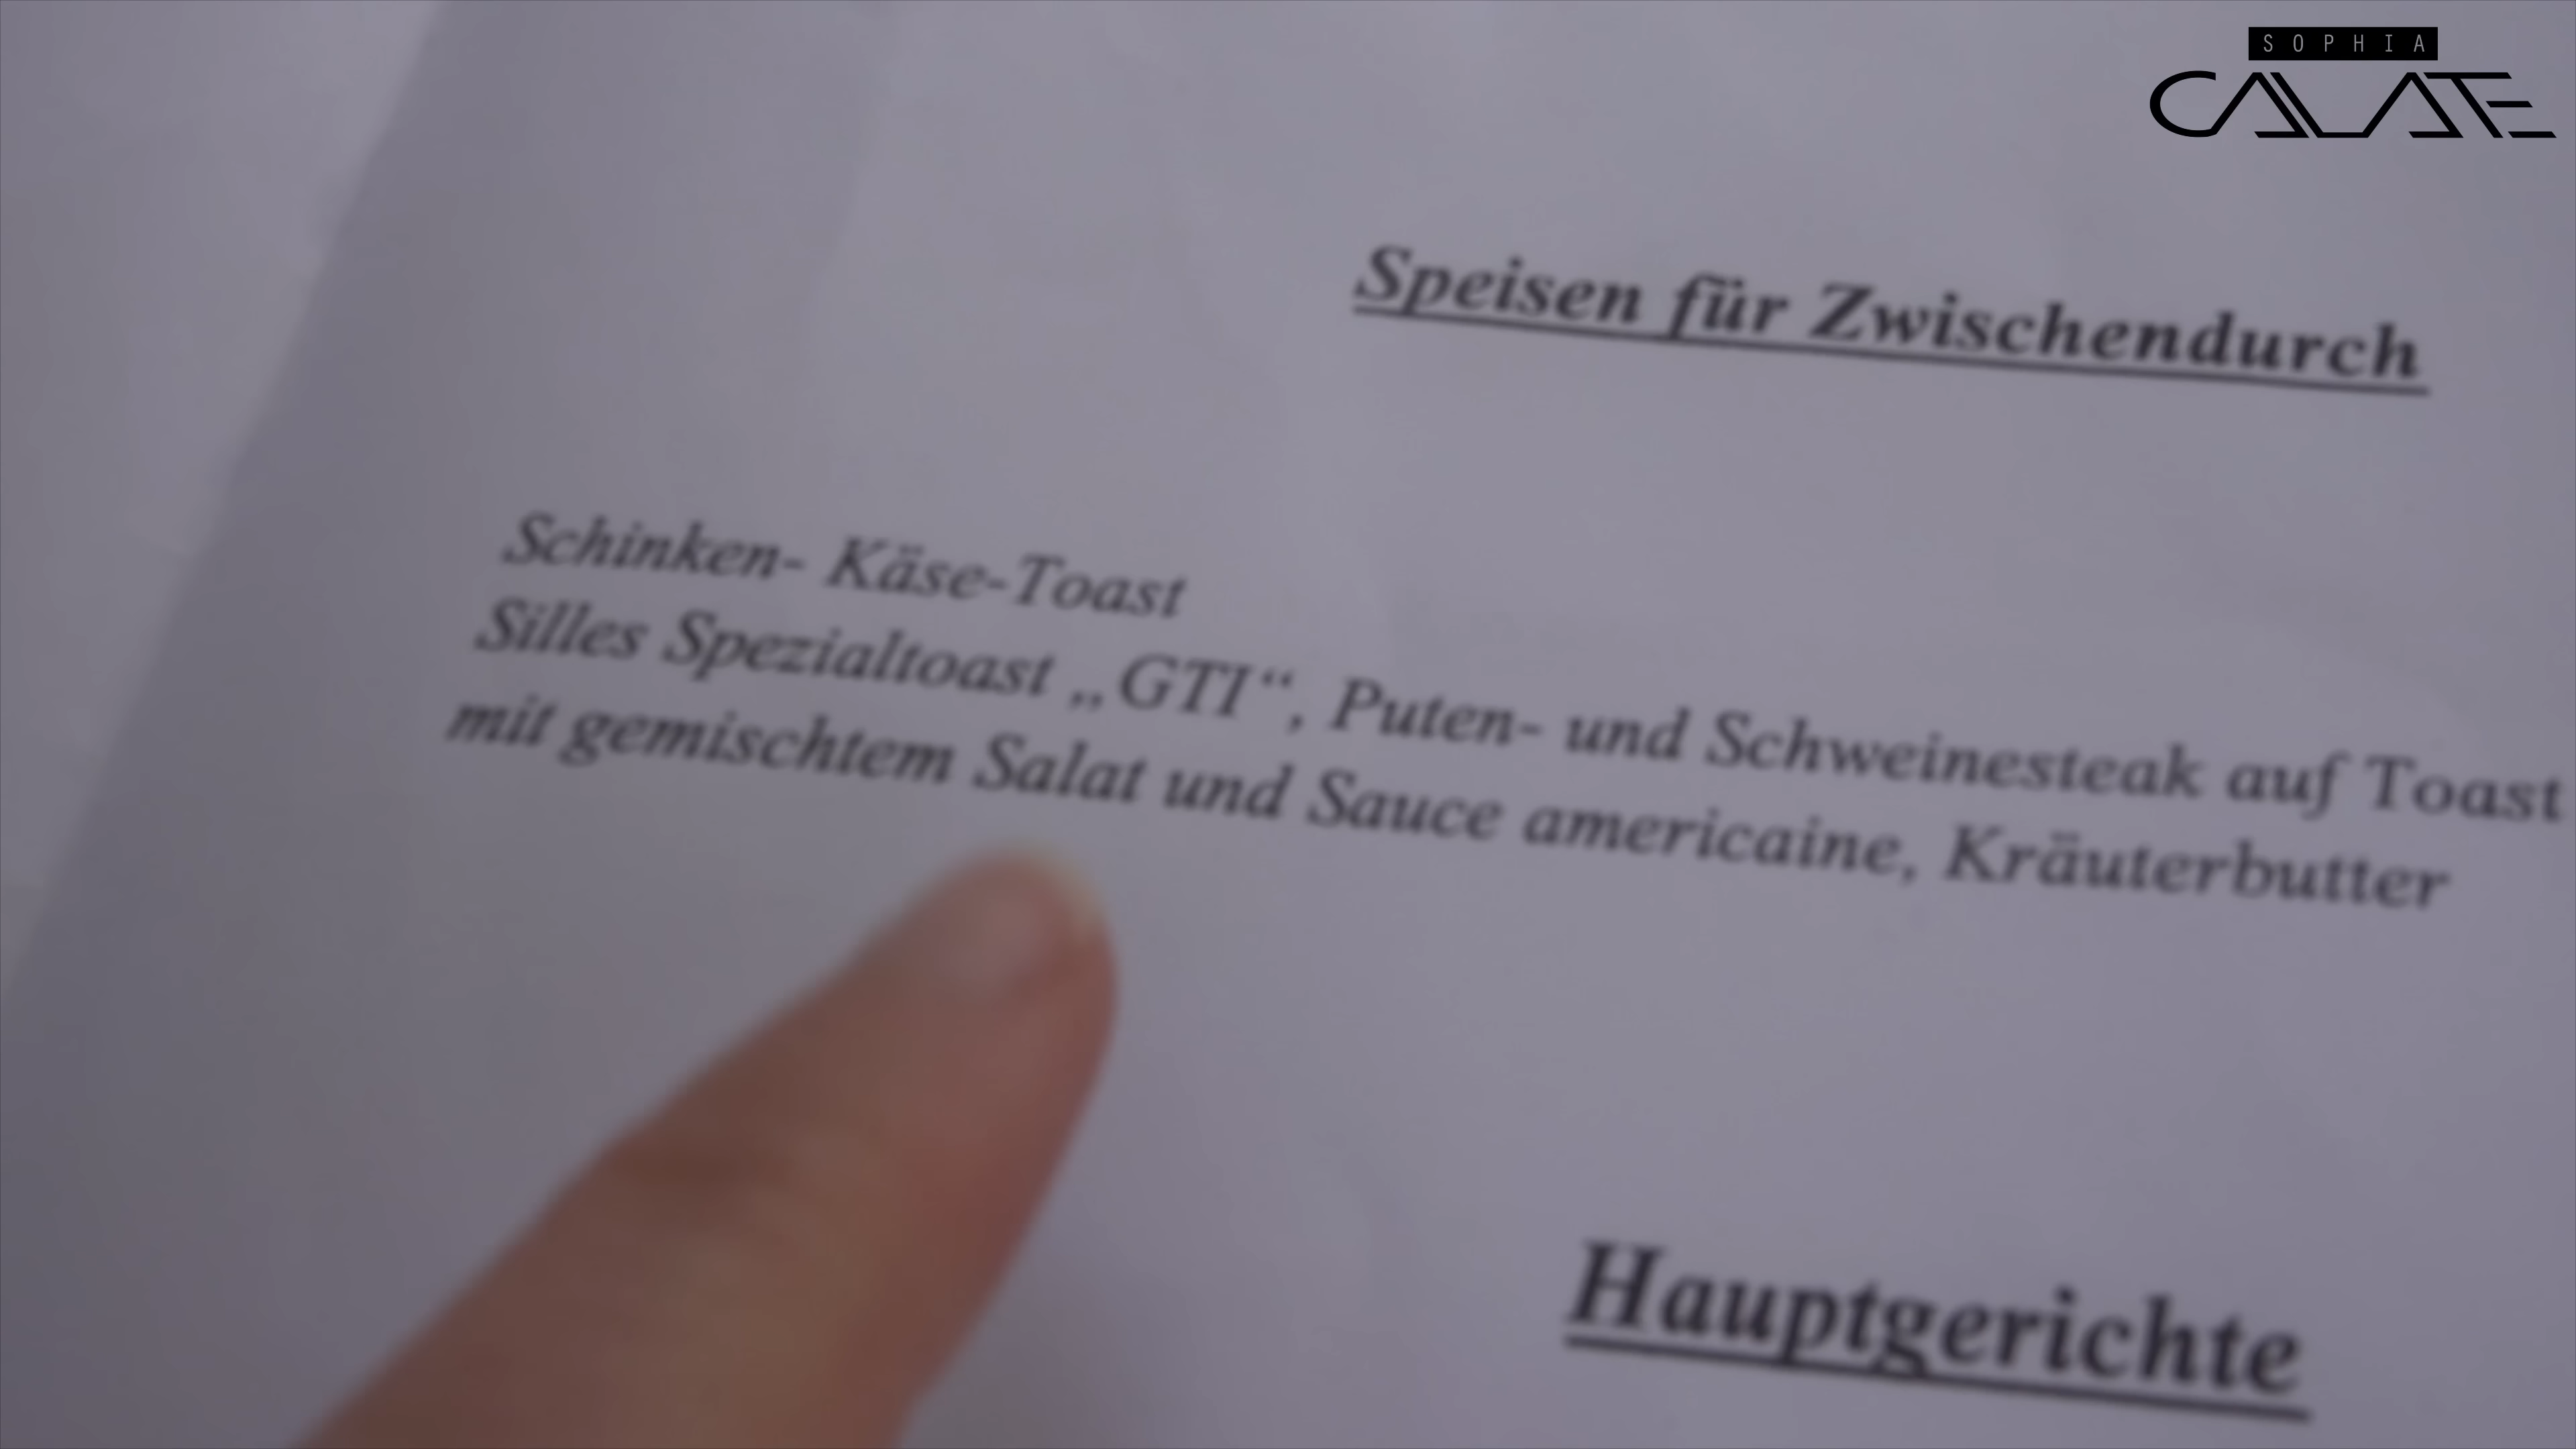 SOPHIA
CALATE
Speisen für Zwischendurch
Schinken- Käse-Toast
Silles Spezialtoast „GTI“, Puten- und Schweinesteak auf Toast
mit gemischtem Salat und Sauce americaine, Kräuterbutter
Hauptgerichte